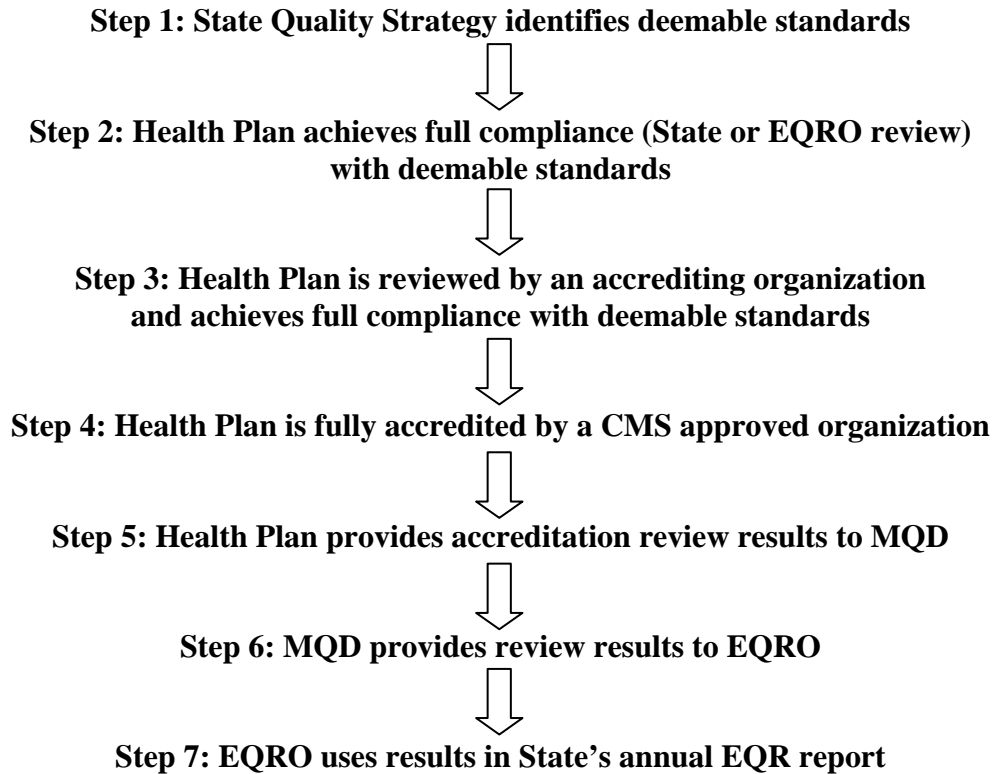 Step 1: State Quality Strategy identifies deemable standards
Step 2: Health Plan achieves full compliance (State or EQRO review)
with deemable standards
Step 3: Health Plan is reviewed by an accrediting organization
and achieves full compliance with deemable standards
Step 4: Health Plan is fully accredited by a CMS approved organization
Step 5: Health Plan provides accreditation review results to MQD
Step 6: MQD provides review results to EQRO
Step 7: EQRO uses results in State’s annual EQR report